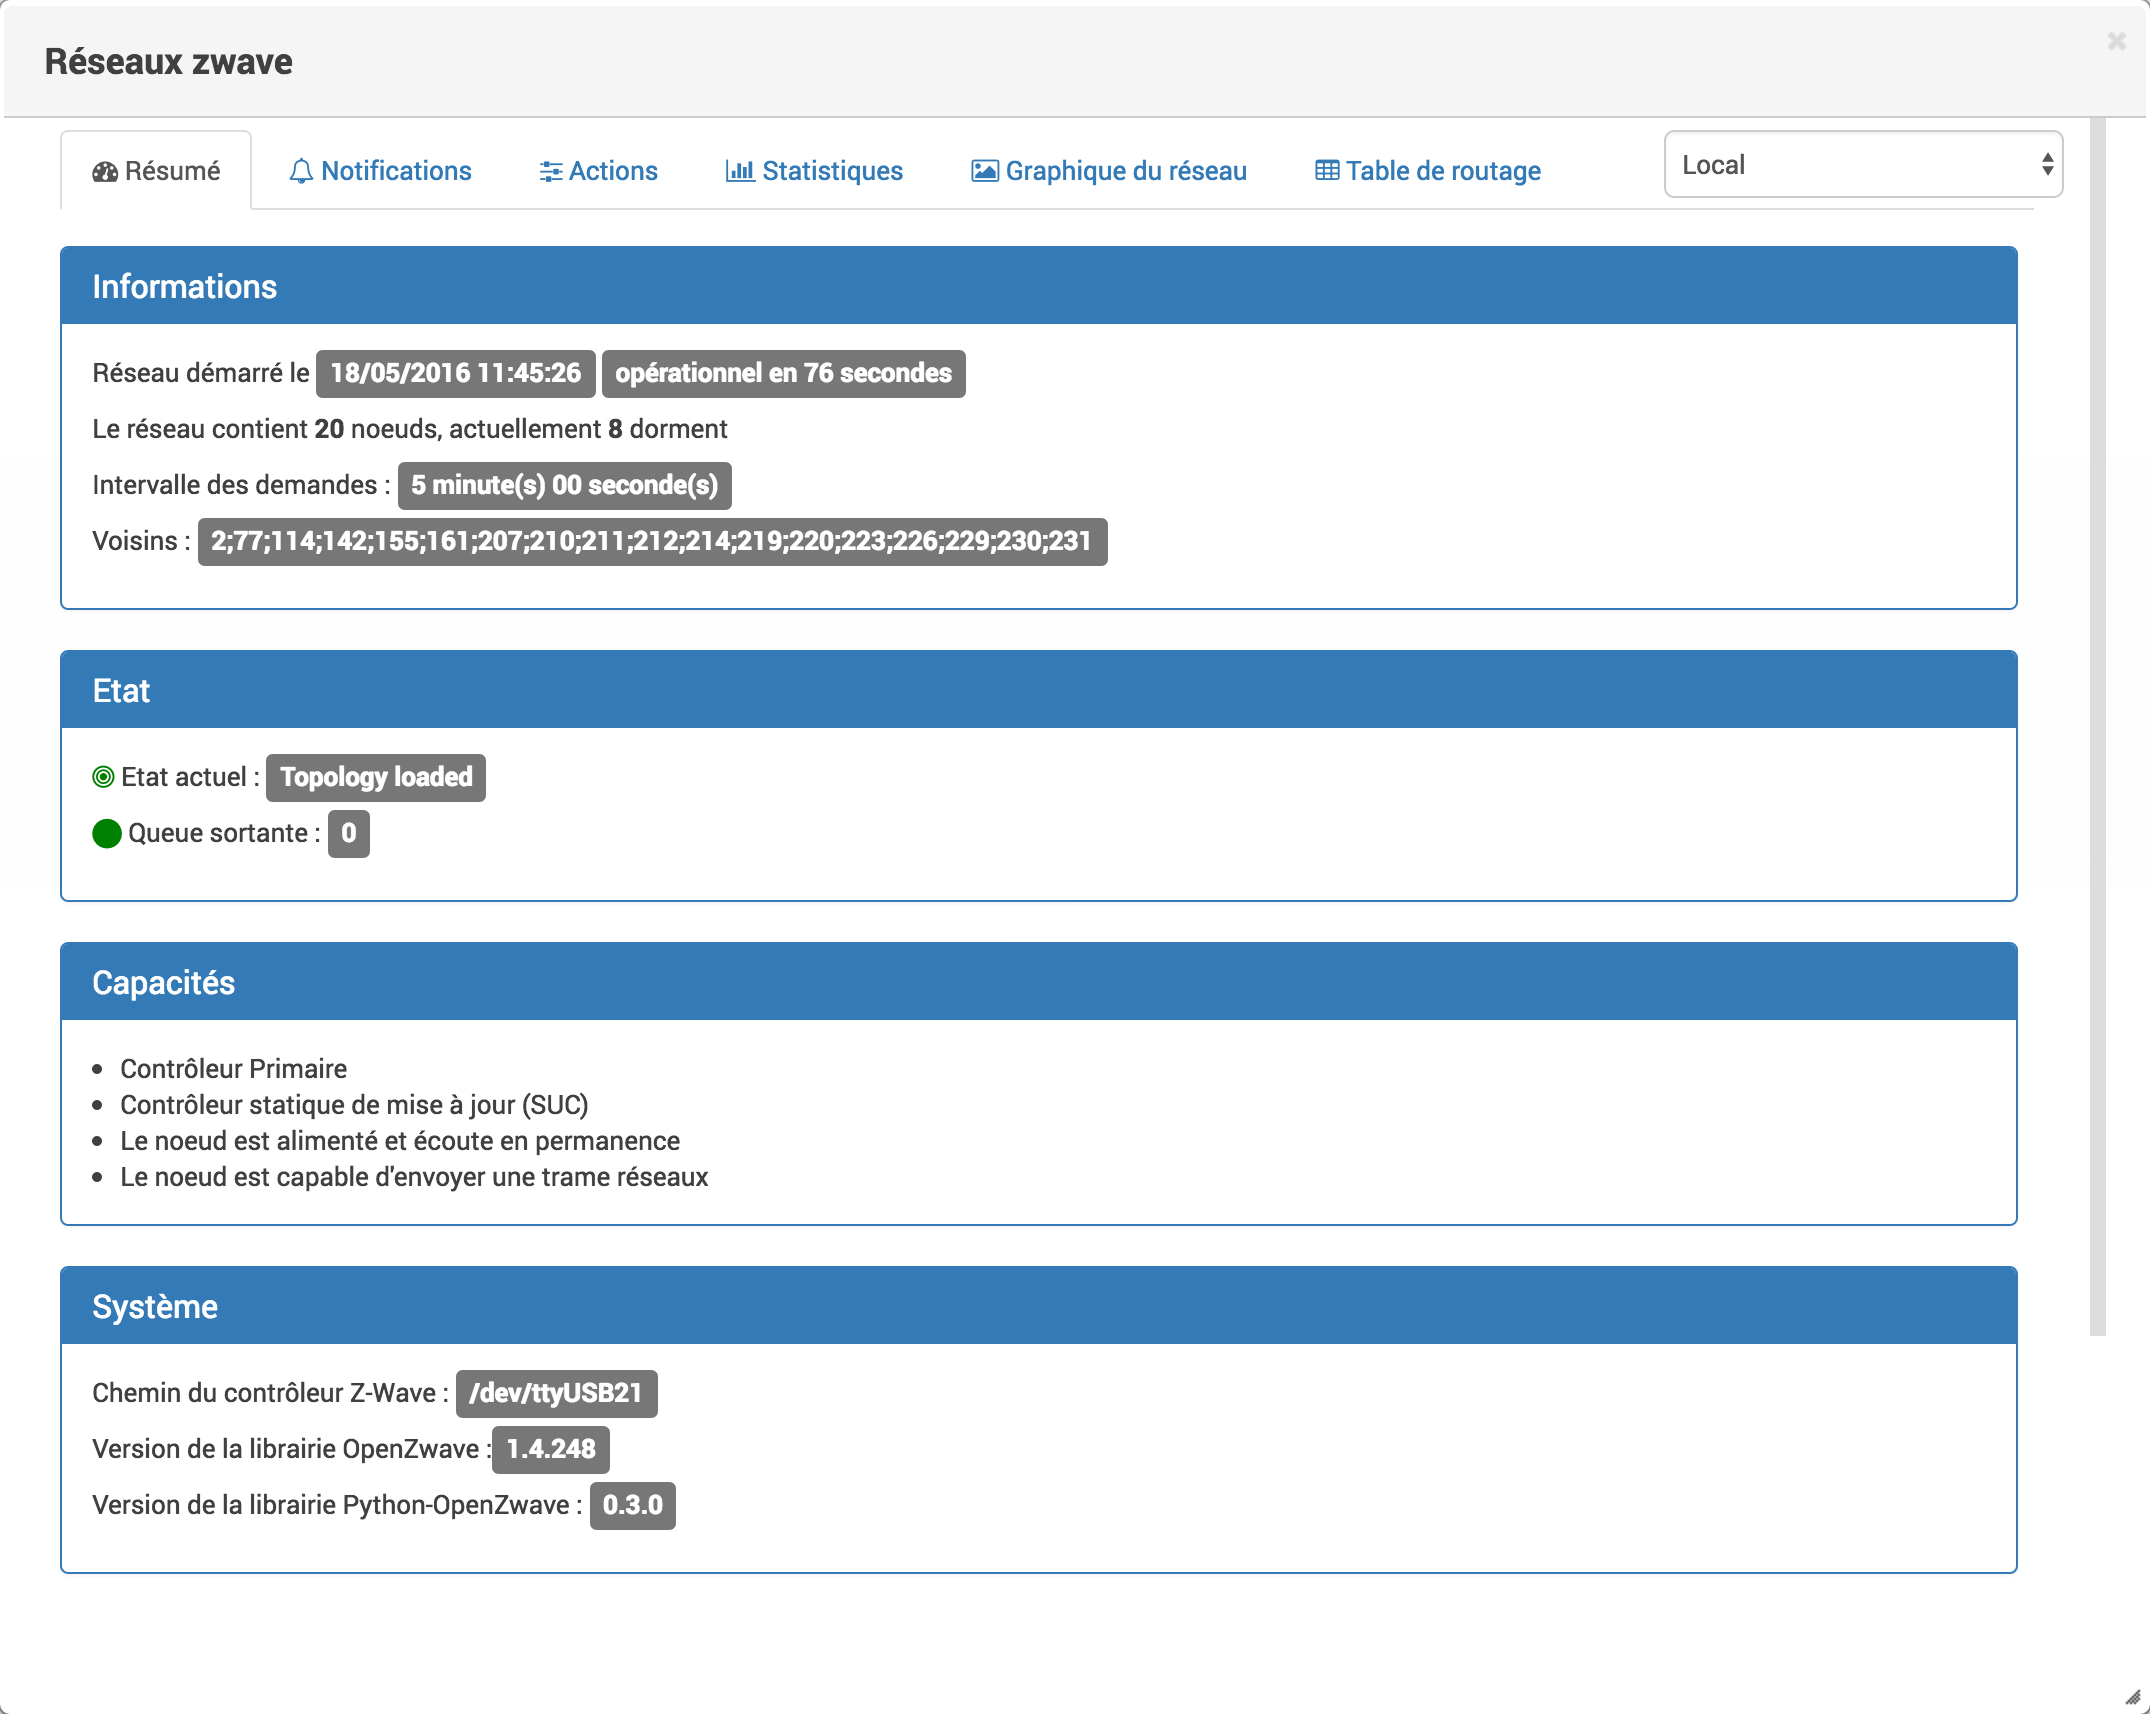 Réseaux zwave
Résumé Notifications Actions Statistiques Graphique du réseau Table de routage Local
Informations
Réseau démarré le 18/05/2016 11:45:26 opérationnel en 76 secondes
Le réseau contient 20 noeuds, actuellement 8 dorment
Intervalle des demandes : 5 minute(s) 00 seconde(s)
Voisins : 2;77;114;142;155;161;207;210;211;212;214;219;220;223;226;229;230;231
Etat
Etat actuel : Topology loaded
Queue sortante : 0
Capacités
Contrôleur Primaire
Contrôleur statique de mise à jour (SUC)
Le noeud est alimenté et écoute en permanence
Le noeud est capable d'envoyer une trame réseaux
Système
Chemin du contrôleur Z-Wave : /dev/ttyUSB21
Version de la librairie OpenZwave : 1.4.248
Version de la librairie Python-OpenZwave : 0.3.0